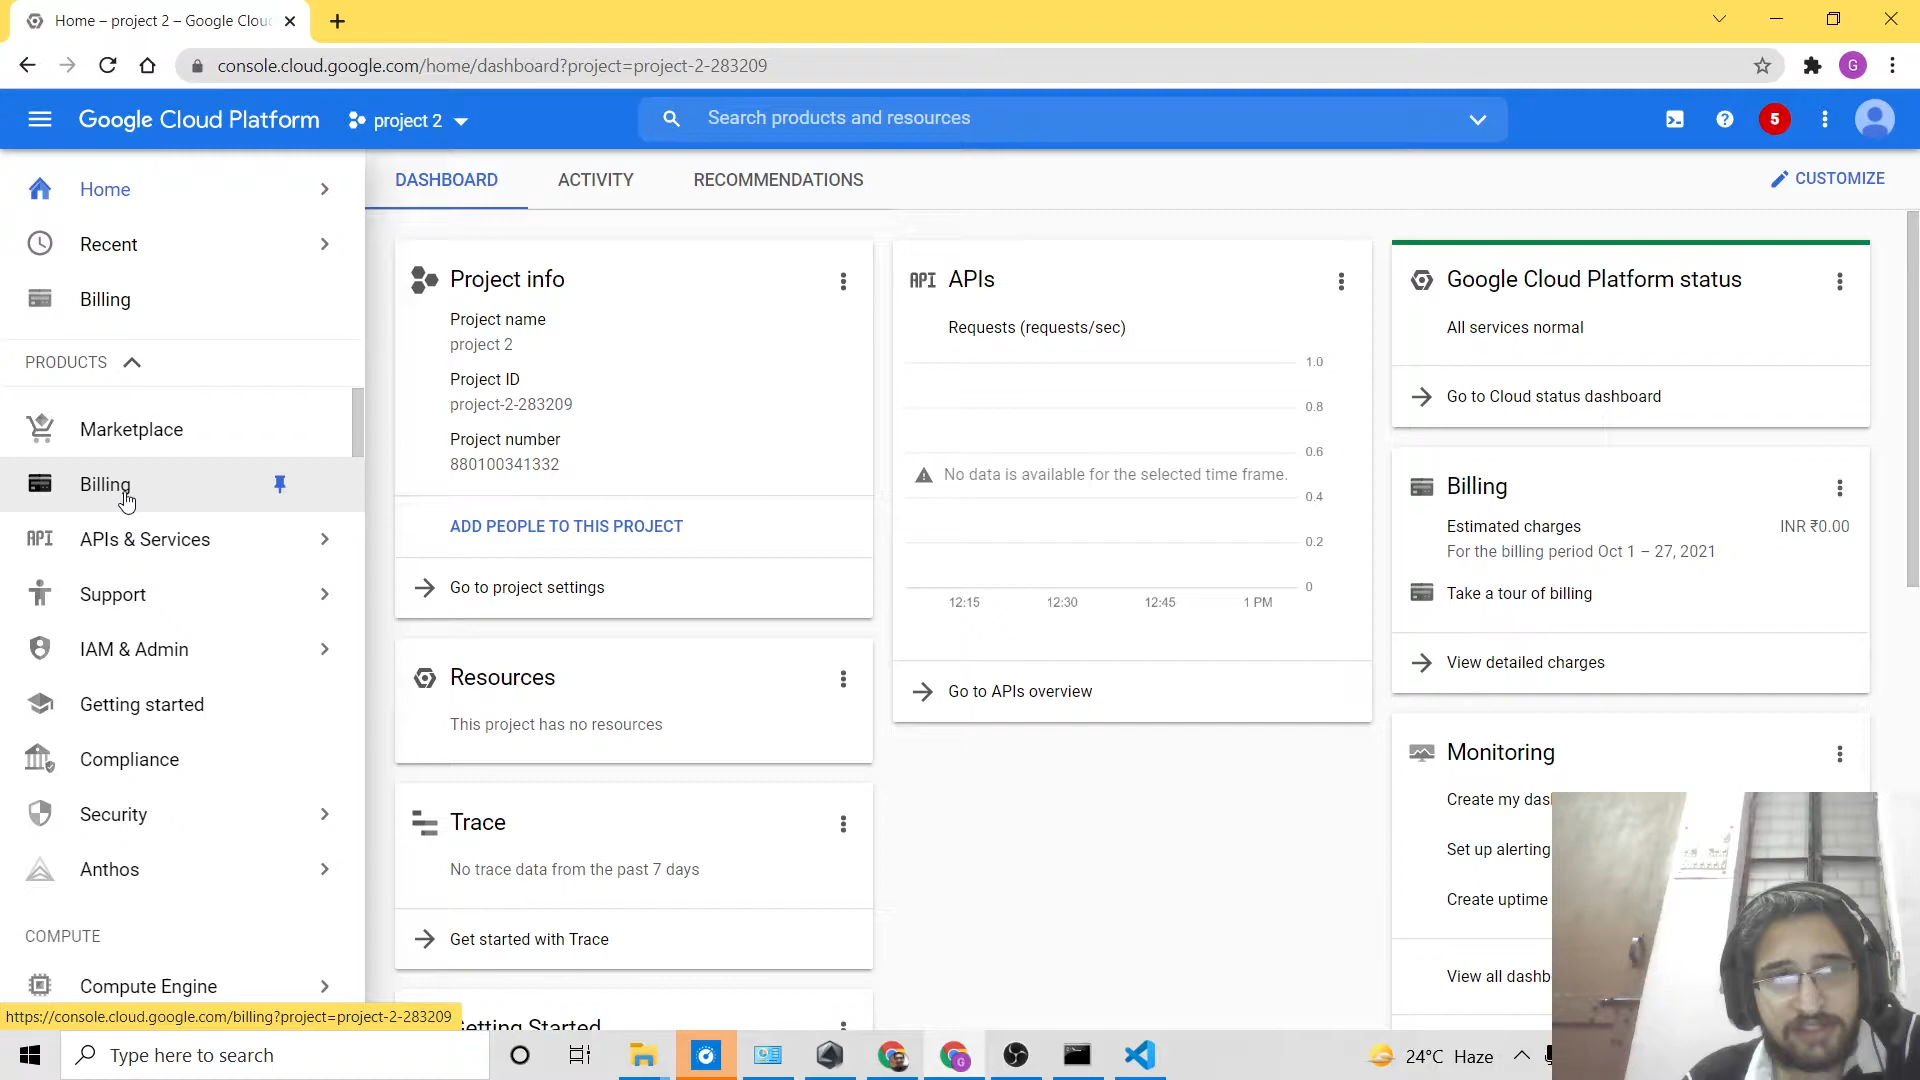 Home – project 2 – Google Clou
console.cloud.google.com/home/dashboard?project=project-2-283209
G
Google Cloud Platform
project 2
Search products and resources
5
Home
Recent
Billing
PRODUCTS
Marketplace
Billing
APIs & Services
Support
IAM & Admin
Getting started
Compliance
Security
Anthos
COMPUTE
Compute Engine
https://console.cloud.google.com/billing?project=project-2-283209
DASHBOARD
ACTIVITY
RECOMMENDATIONS
CUSTOMIZE
Project info
Project name
project 2
Project ID
project-2-283209
Project number
880100341332
ADD PEOPLE TO THIS PROJECT
Go to project settings
Resources
This project has no resources
Trace
No trace data from the past 7 days
Get started with Trace
Getting Started
API APIs
Requests (requests/sec)
1.0
0.8
0.6
No data is available for the selected time frame.
0.4
0.2
0
12:15 12:30 12:45 1 PM
Go to APIs overview
Google Cloud Platform status
All services normal
Go to Cloud status dashboard
Billing
Estimated charges INR ₹0.00
For the billing period Oct 1 – 27, 2021
Take a tour of billing
View detailed charges
Monitoring
Create my das
Set up alerting
Create uptime
View all dashb
Type here to search
24°C Haze